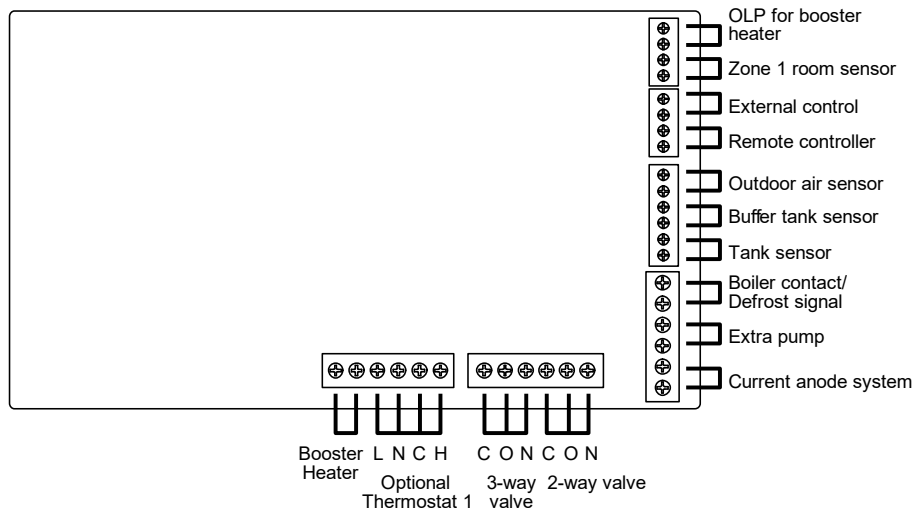 OLP for booster
heater
Zone 1 room sensor
External control
Remote controller
Outdoor air sensor
Buffer tank sensor
Tank sensor
Boiler contact/
Defrost signal
Extra pump
Current anode system
Booster
Heater
L N C H
Optional
Thermostat 1
C O N
3-way
valve
C O N
2-way valve